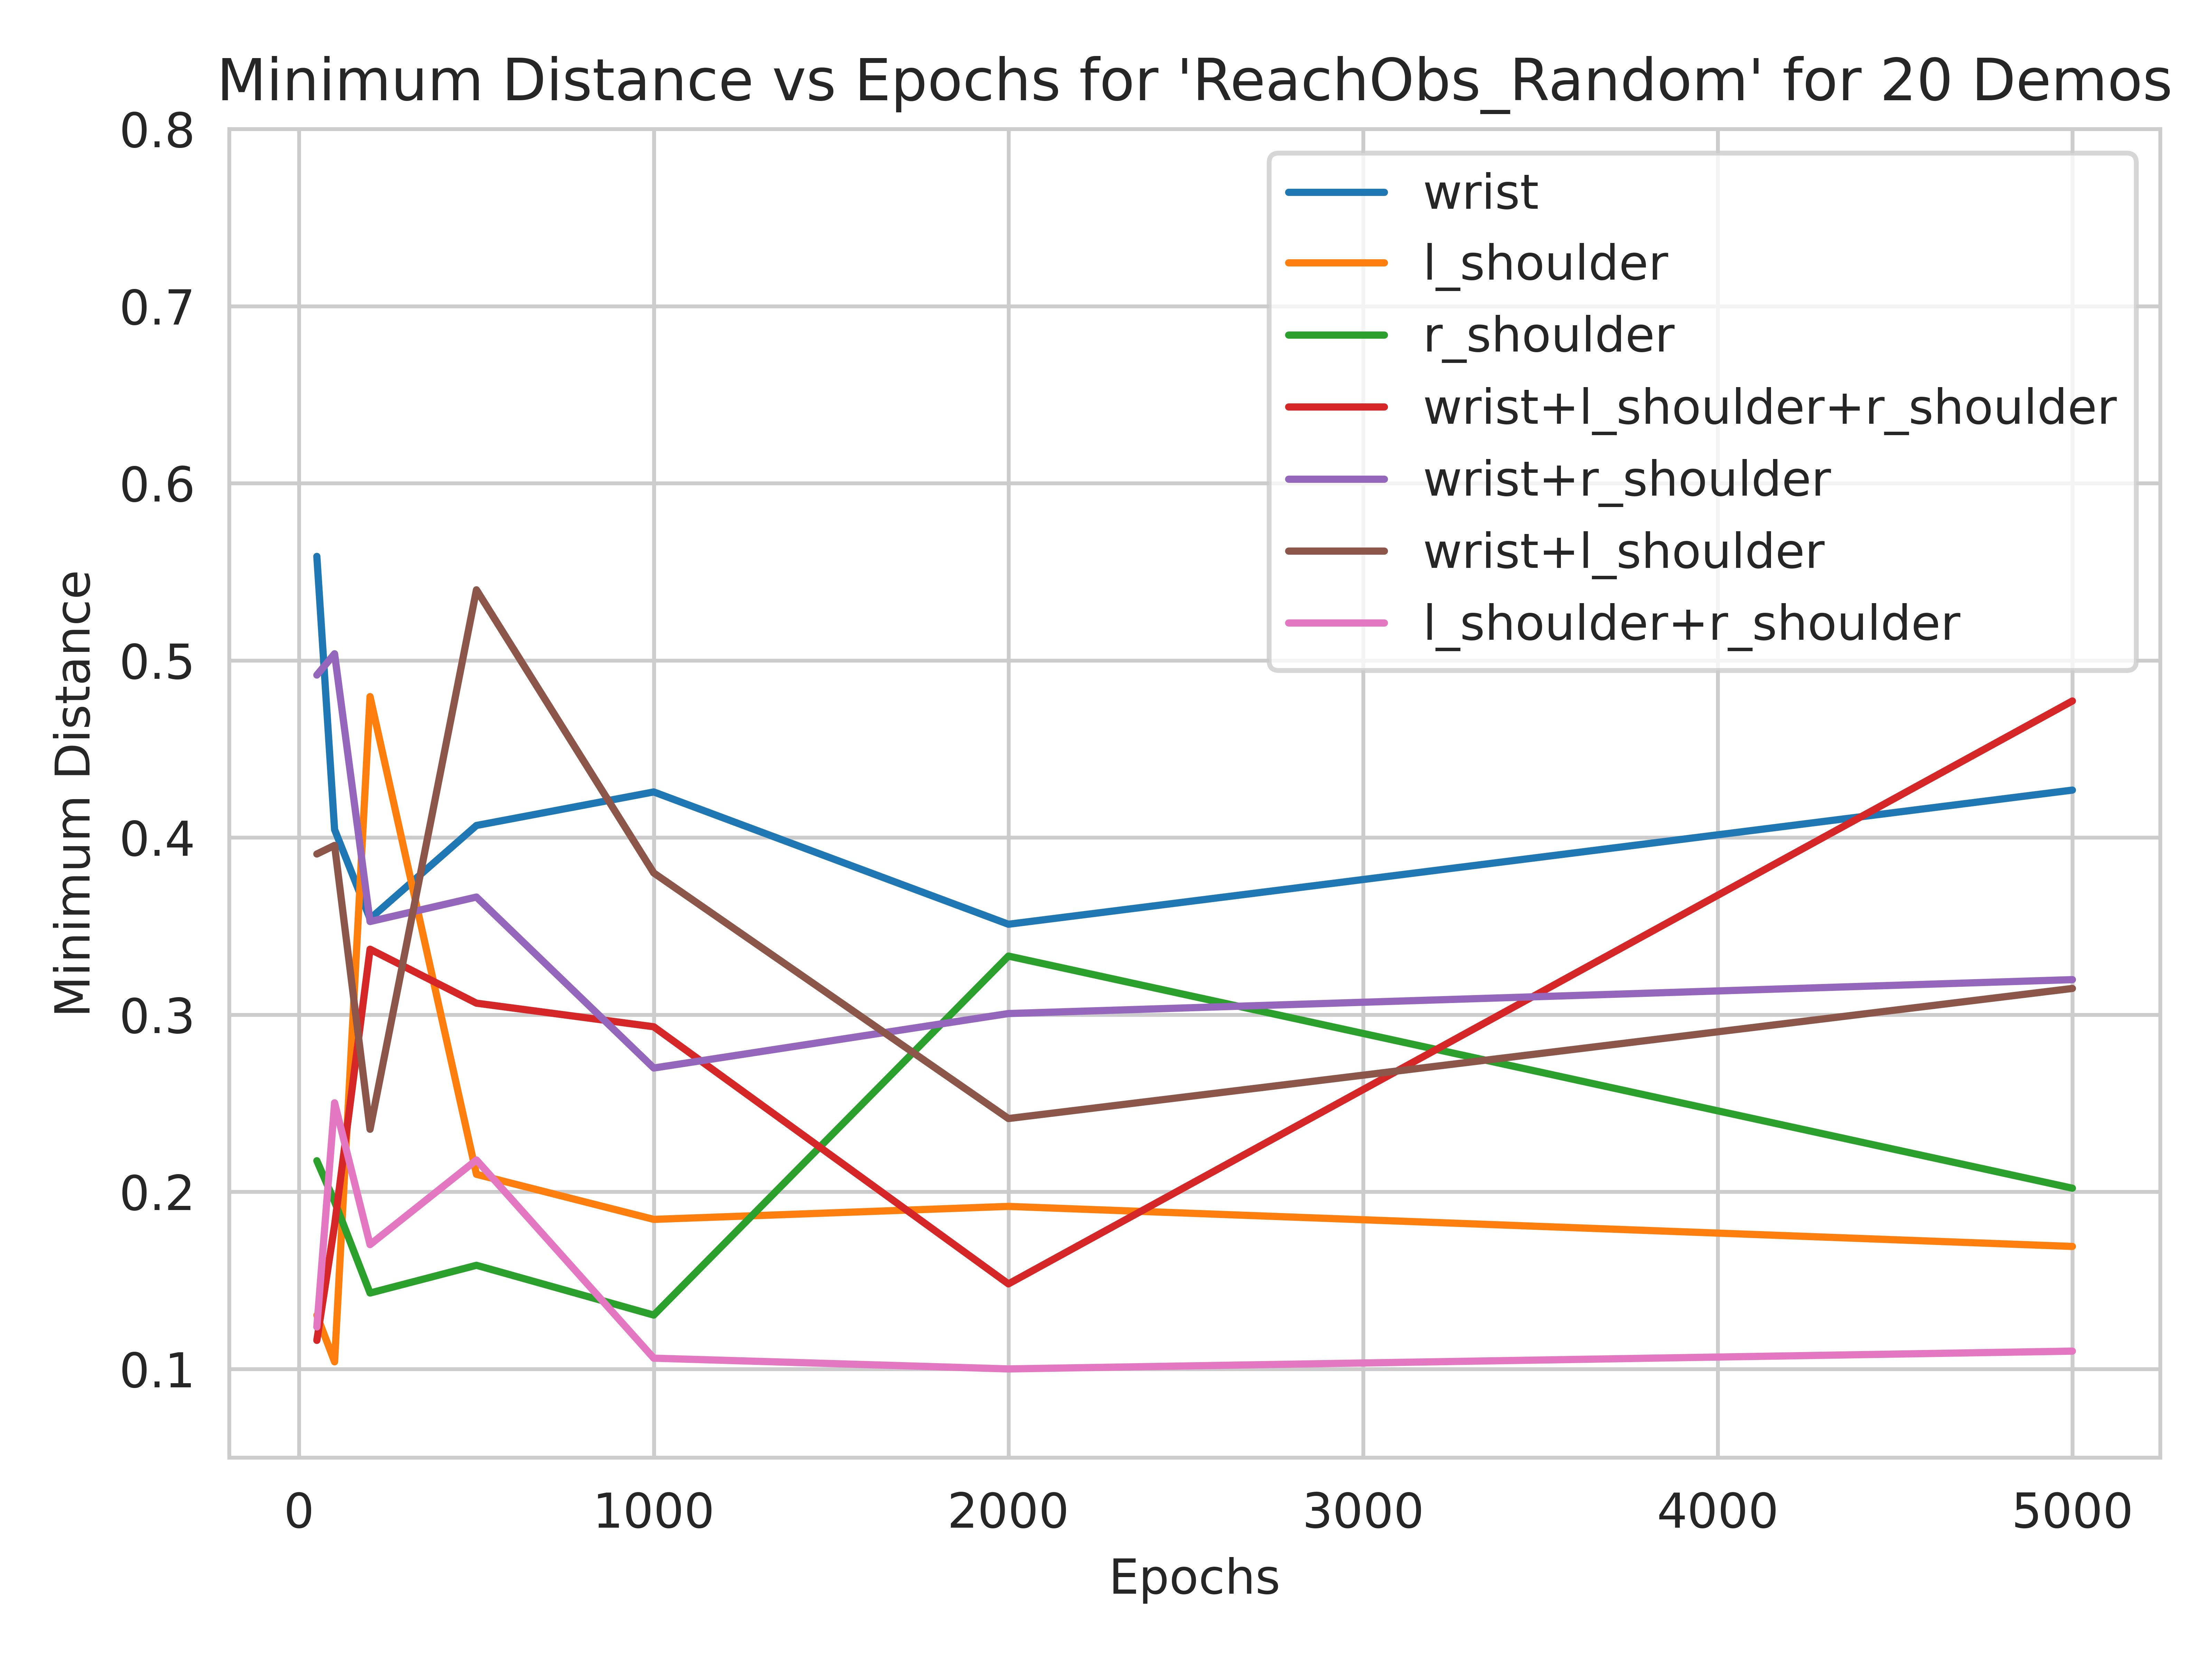 Minimum Distance vs Epochs for 'ReachObs_Random' for 20 Demos
0.8
0.7
0.6
0.5
0.4
0.3
0.2
0.1
Minimum Distance
wrist
l_shoulder
r_shoulder
wrist+l_shoulder+r_shoulder
wrist+r_shoulder
wrist+l_shoulder
l_shoulder+r_shoulder
0 1000 2000 3000 4000 5000
Epochs